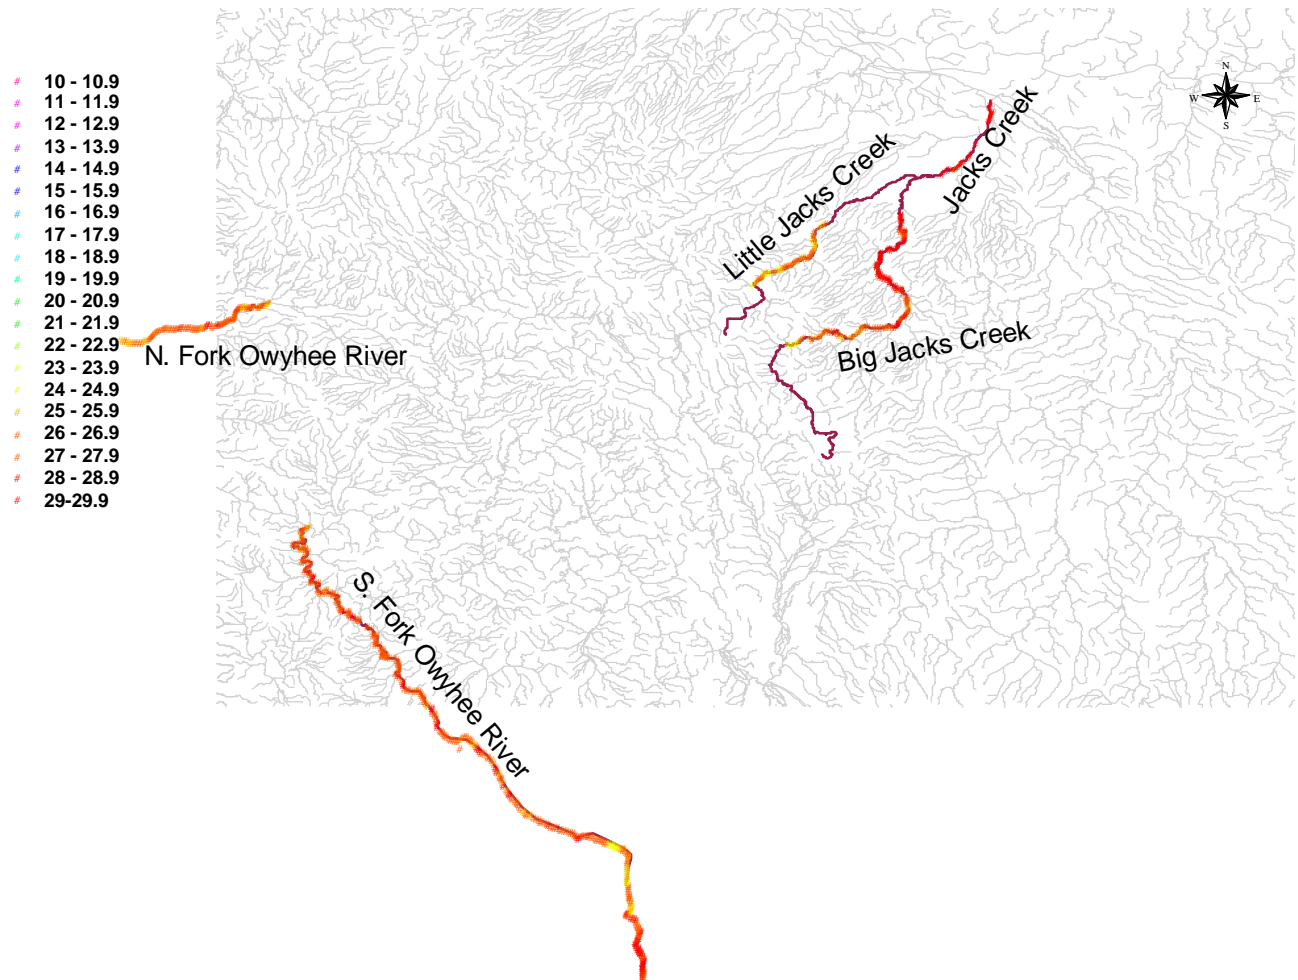 # 10 - 10.9
# 11 - 11.9
# 12 - 12.9
# 13 - 13.9
# 14 - 14.9
# 15 - 15.9
# 16 - 16.9
# 17 - 17.9
# 18 - 18.9
# 19 - 19.9
# 20 - 20.9
# 21 - 21.9
# 22 - 22.9
# 23 - 23.9
# 24 - 24.9
# 25 - 25.9
# 26 - 26.9
# 27 - 27.9
# 28 - 28.9
# 29-29.9
N
W E
S
Jacks Creek
Little Jacks Creek
Big Jacks Creek
N. Fork Owyhee River
S. Fork Owyhee River